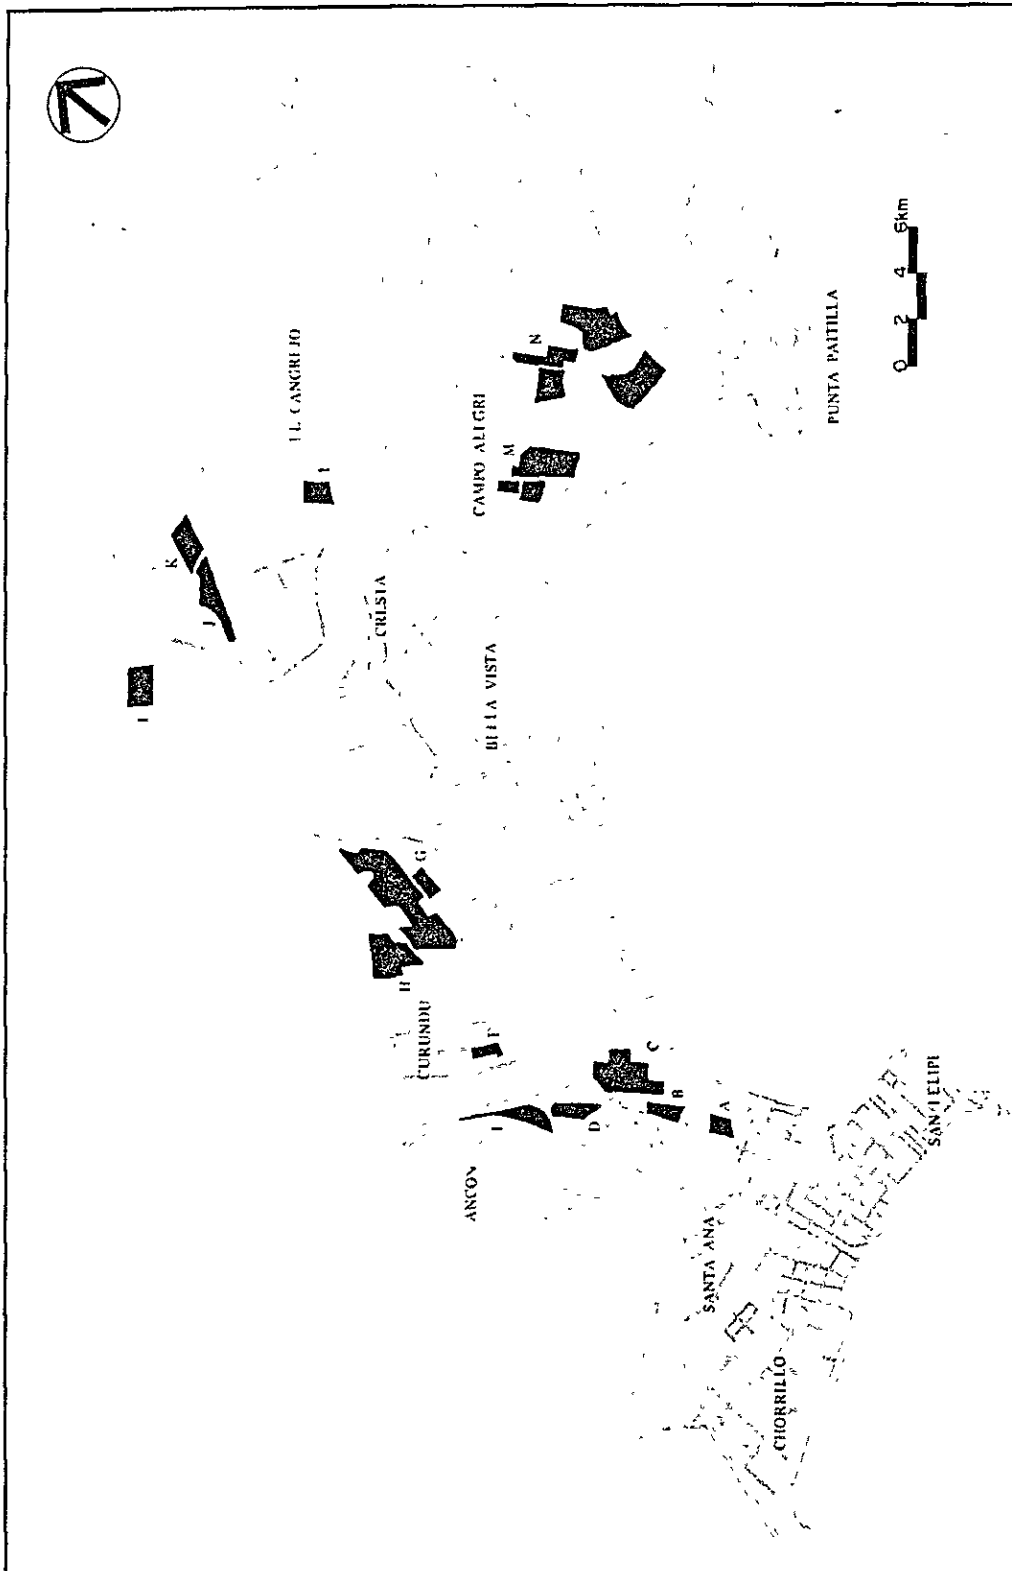 EL CANGREJO
K
J
I
L
CAMPO ALEGRE
M
N
PUNTA PAITILLA
0 2 4 6km
CRESTA
BELLA VISTA
G
H
CURUNDU
F
E
D
C
B
A
ANCON
SANTA ANA
SAN FELIPE
CHORRILLO